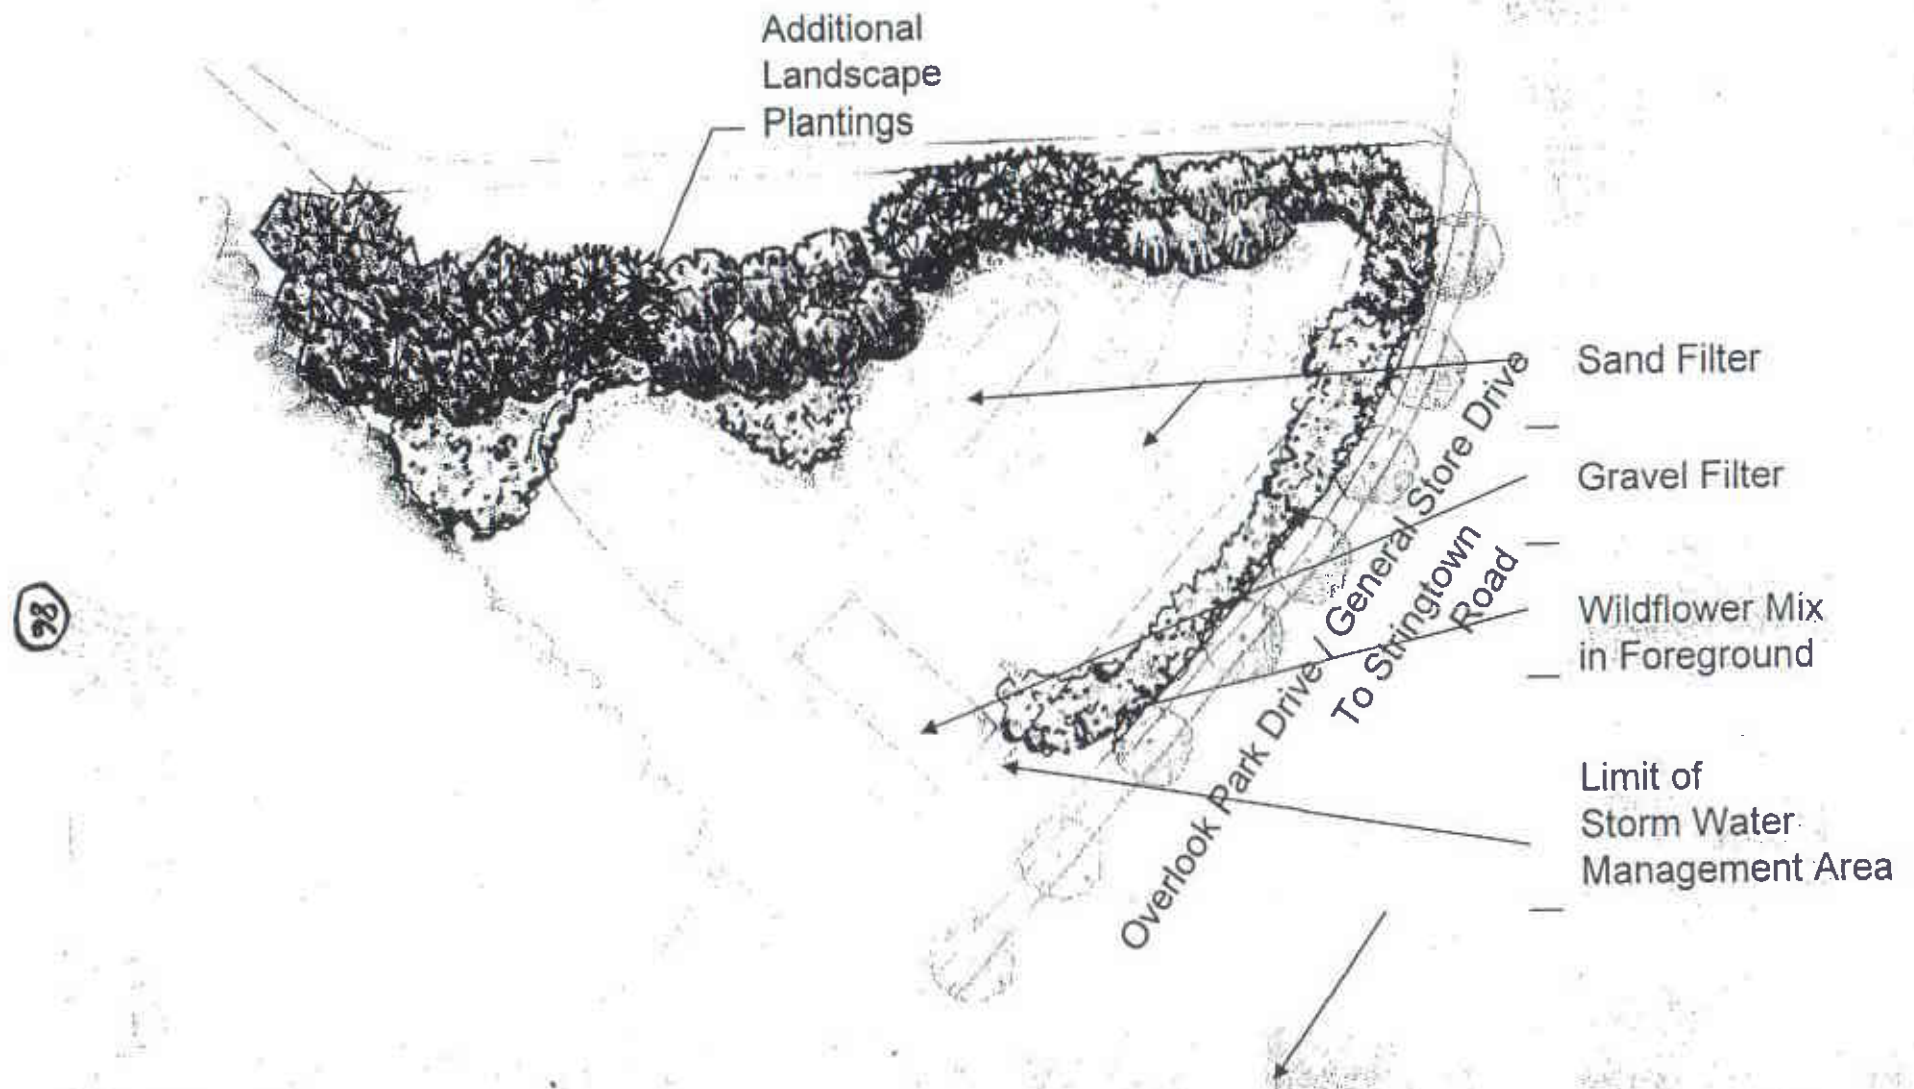 Additional
Landscape
Plantings
Sand Filter
Gravel Filter
Wildflower Mix
in Foreground
Limit of
Storm Water
Management Area
Overlook Park Drive / General Store Drive
To Stringtown
Road
98